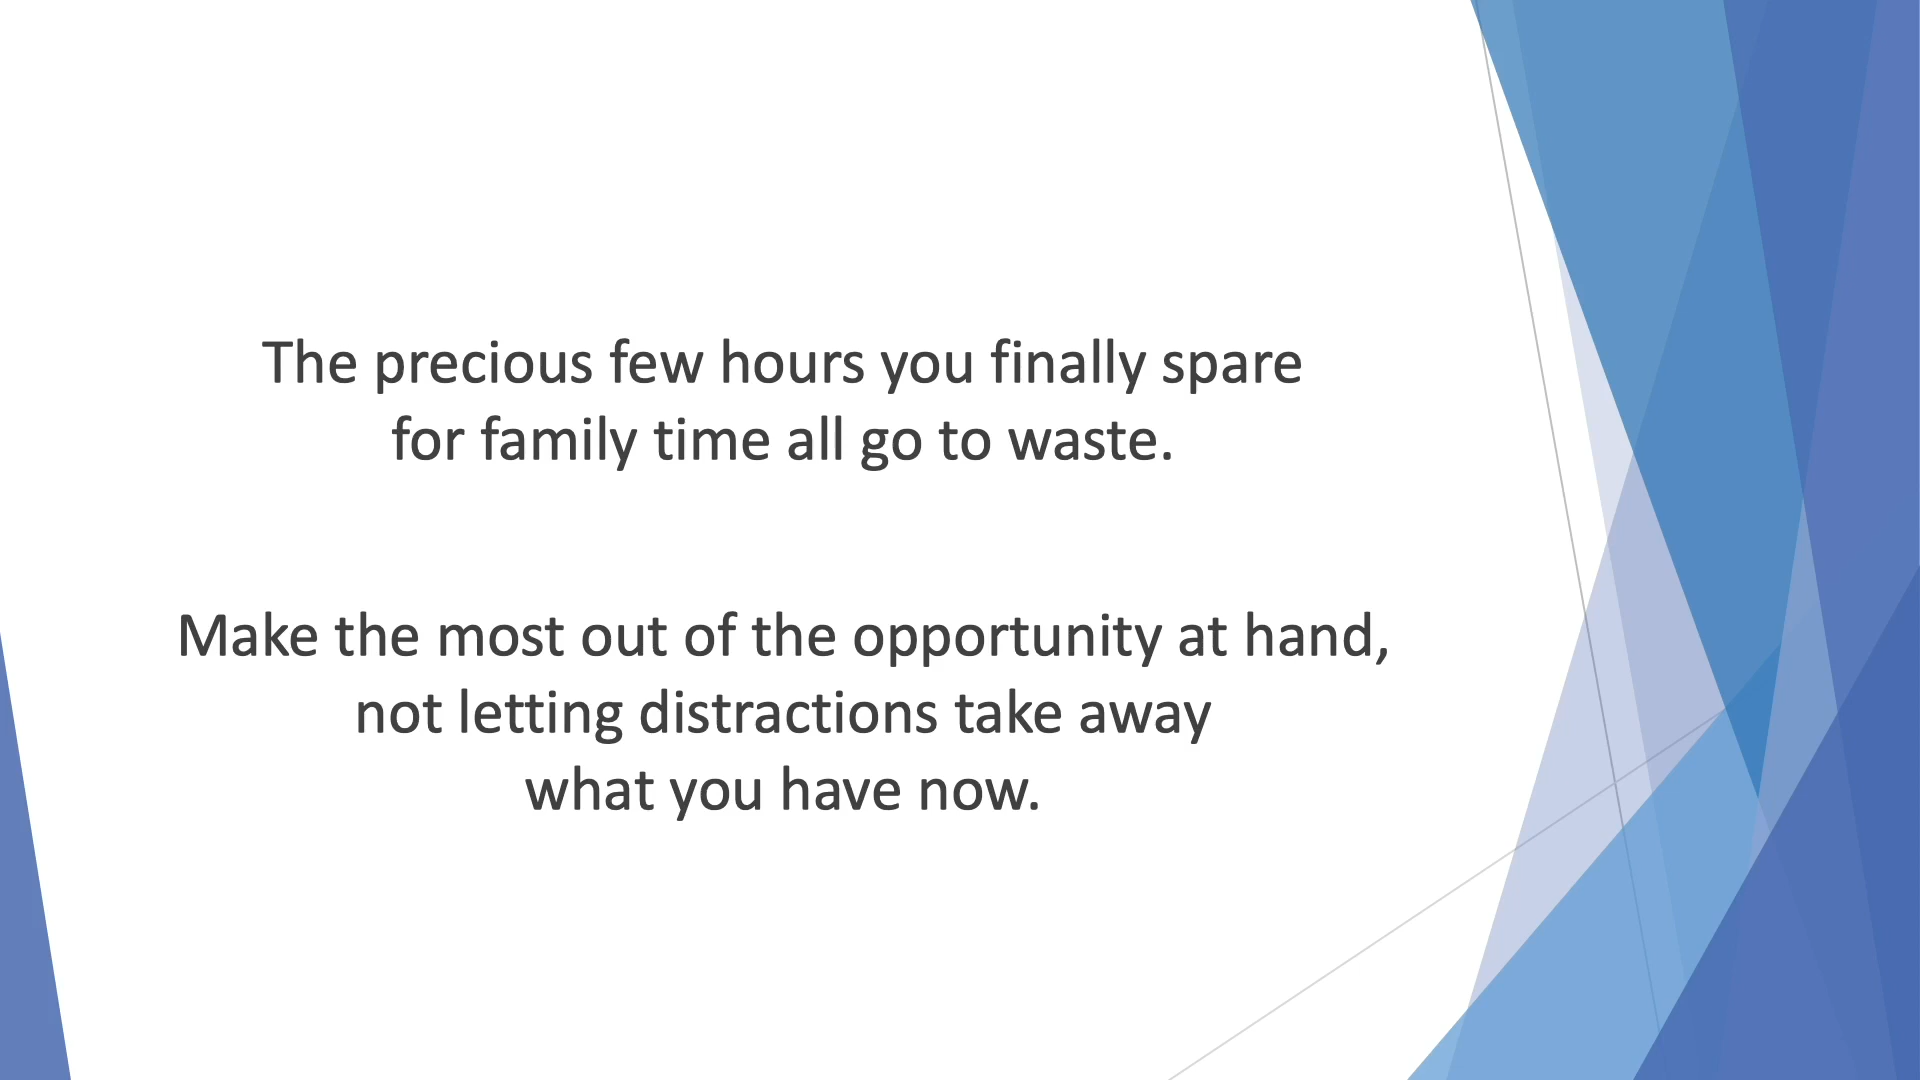 The precious few hours you finally spare
for family time all go to waste.
Make the most out of the opportunity at hand,
not letting distractions take away
what you have now.